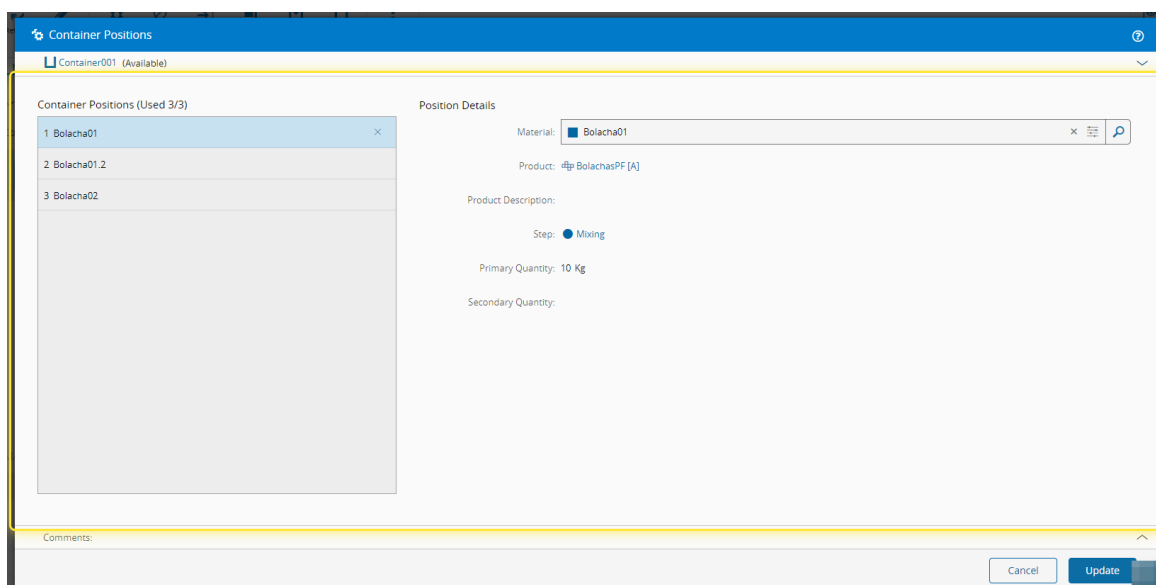 Container Positions
Container001 (Available)
Container Positions (Used 3/3)
1 Bolacha01
2 Bolacha01.2
3 Bolacha02
Position Details
Material: Bolacha01
Product: BolachasPF [A]
Product Description:
Step: Mixing
Primary Quantity: 10 Kg
Secondary Quantity:
Comments:
Cancel
Update